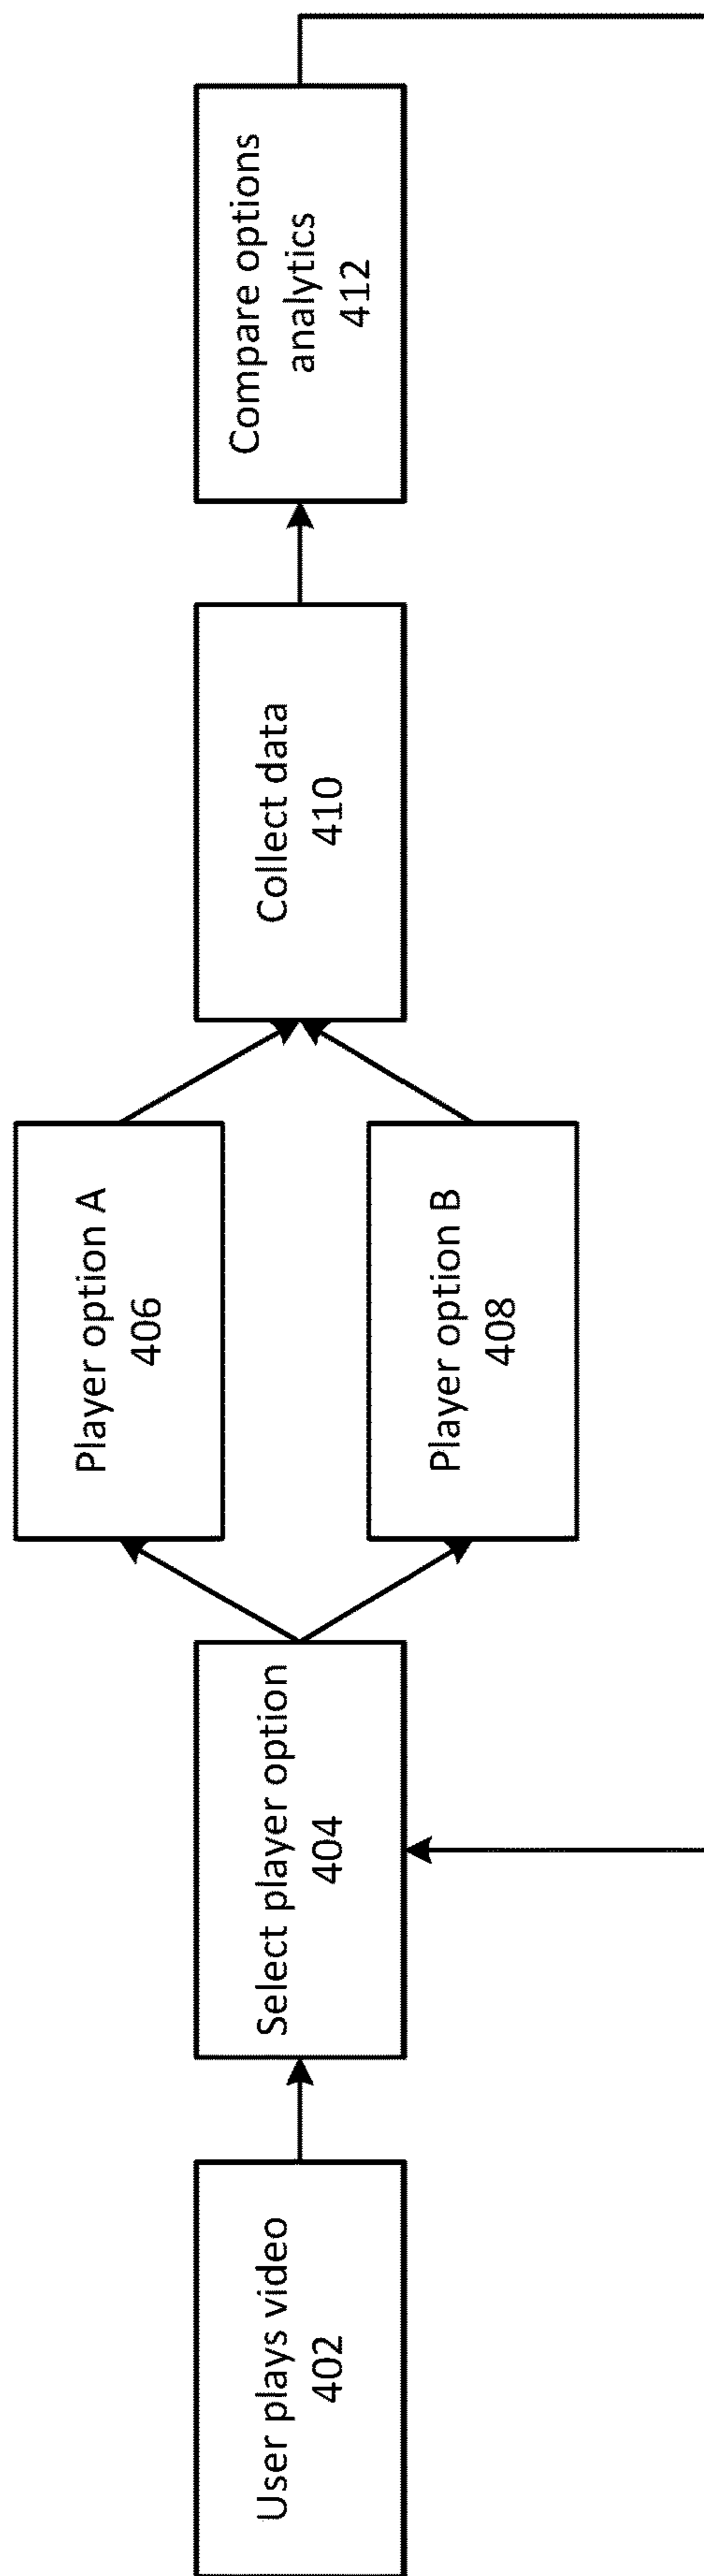 User plays video
402
Select player option
404
Player option A
406
Player option B
408
Collect data
410
Compare options
analytics
412